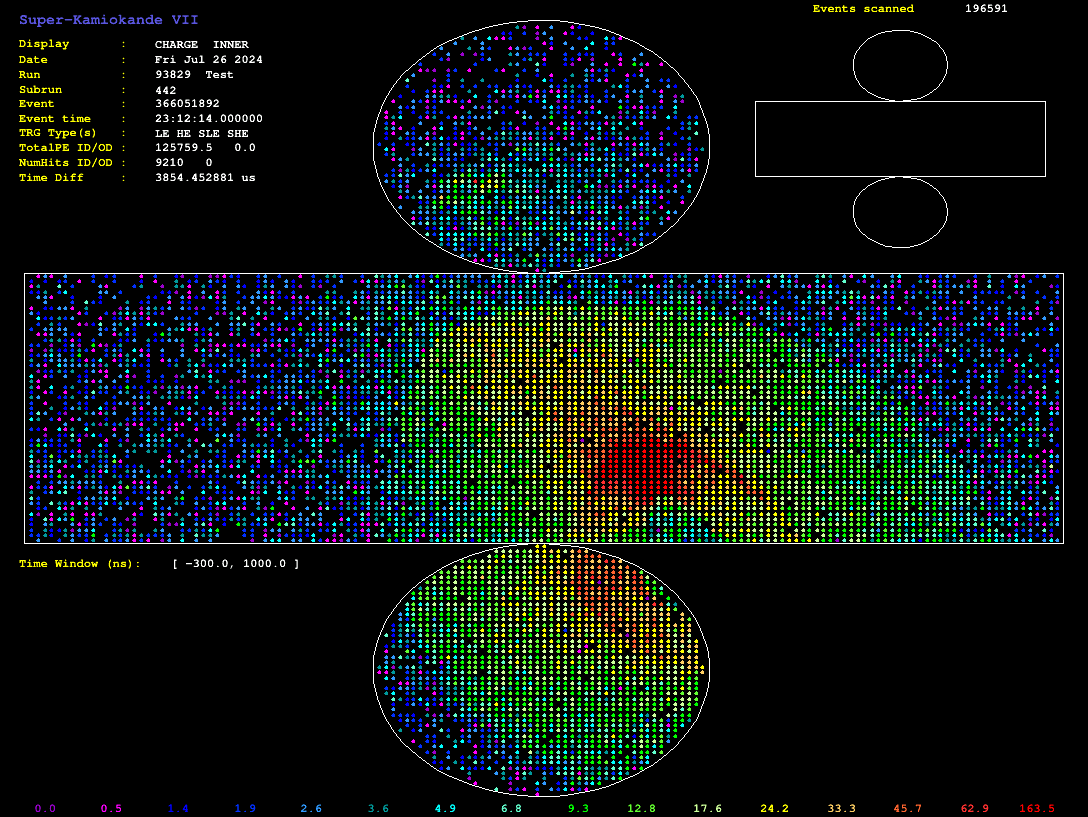 Super-Kamiokande VII
Events scanned 196591
Display : CHARGE INNER
Date : Fri Jul 26 2024
Run : 93829 Test
Subrun : 442
Event : 366051892
Event time : 23:12:14.000000
TRG Type(s) : LE HE SLE SHE
TotalPE ID/OD : 125759.5 0.0
NumHits ID/OD : 9210 0
Time Diff : 3854.452881 us
Time Window (ns): [ -300.0, 1000.0 ]
0.0 0.5 1.4 1.9 2.6 3.6 4.9 6.8 9.3 12.8 17.6 24.2 33.3 45.7 62.9 163.5